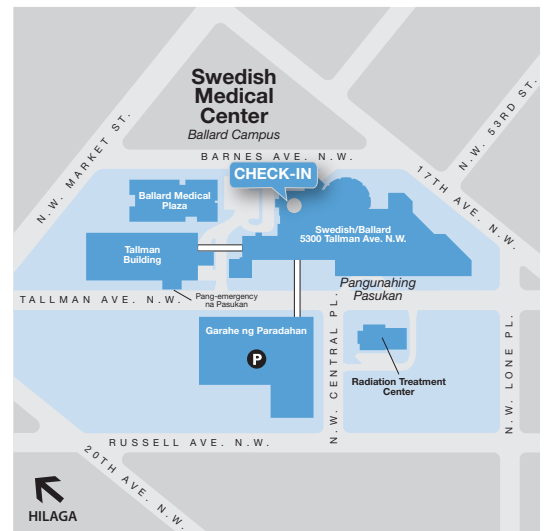 Swedish
Medical
Center
Ballard Campus
N.W. MARKET ST.
N.W. 53RD ST.
BARNES AVE. N.W.
CHECK-IN
17TH AVE. N.W.
Ballard Medical
Plaza
Swedish/Ballard
5300 Tallman Ave. N.W.
Tallman
Building
Pangunahing
Pasukan
TALLMAN AVE. N.W.
Pang-emergency
na Pasukan
Garahe ng Paradahan
P
N.W. CENTRAL PL.
N.W. LONE PL.
Radiation Treatment
Center
RUSSELL AVE. N.W.
20TH AVE. N.W.
HILAGA